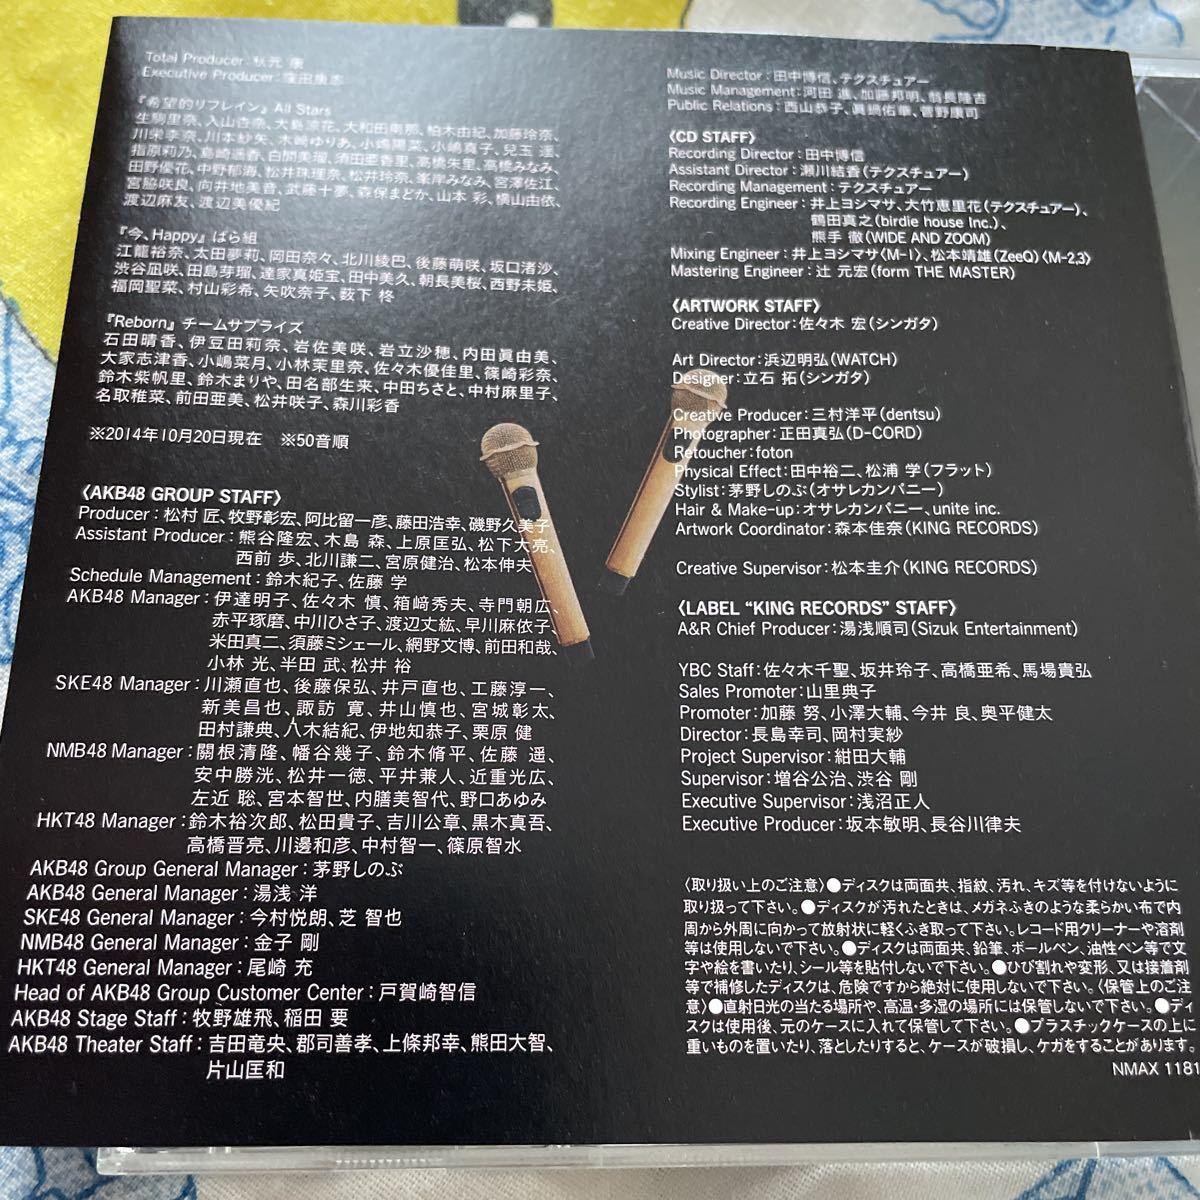 Total Producer：秋元 康
Executive Producer：窪田康志
『希望的リフレイン』All Stars
生駒里奈、入山杏奈、大島涼花、大和田南那、柏木由紀、加藤玲奈、
川栄李奈、川本紗矢、木﨑ゆりあ、小嶋陽菜、小嶋真子、兒玉 遥、
指原莉乃、島崎遥香、白間美瑠、須田亜香里、高橋朱里、高橋みなみ、
田野優花、中野郁海、松井珠理奈、松井玲奈、峯岸みなみ、宮澤佐江、
宮脇咲良、向井地美音、武藤十夢、森保まどか、山本 彩、横山由依、
渡辺麻友、渡辺美優紀
『今、Happy』ばら組
江籠裕奈、太田夢莉、岡田奈々、北川綾巴、後藤萌咲、坂口渚沙、
渋谷凪咲、田島芽瑠、達家真姫宝、田中美久、朝長美桜、西野未姫、
福岡聖菜、村山彩希、矢吹奈子、薮下 柊
『Reborn』チームサプライズ
石田晴香、伊豆田莉奈、岩佐美咲、岩立沙穂、内田眞由美、
大家志津香、小嶋菜月、小林茉里奈、佐々木優佳里、篠崎彩奈、
鈴木紫帆里、鈴木まりや、田名部生来、中田ちさと、中村麻里子、
名取稚菜、前田亜美、松井咲子、森川彩香
※2014年10月20日現在　※50音順
〈AKB48 GROUP STAFF〉
Producer：松村 匠、牧野彰宏、阿比留一彦、藤田浩幸、磯野久美子
Assistant Producer：熊谷隆宏、木島 森、上原匡弘、松下大亮、
西前 歩、北川謙二、宮原健治、松本伸夫
Schedule Management：鈴木紀子、佐藤 学
AKB48 Manager：伊達明子、佐々木 慎、箱﨑秀夫、寺門朝広、
赤平琢磨、中川ひさ子、渡辺丈紘、早川麻依子、
米田真二、須藤ミシェール、網野文博、前田和哉、
小林 光、半田 武、松井 裕
SKE48 Manager：川瀬直也、後藤保弘、井戸直也、工藤淳一、
新美昌也、諏訪 寛、井山慎也、宮城彰太、
田村謙典、八木結紀、伊地知恭子、栗原 健
NMB48 Manager：關根清隆、幡谷幾子、鈴木脩平、佐藤 遥、
安中勝洸、松井一徳、平井兼人、近重光広、
左近 聡、宮本智世、内膳美智代、野口あゆみ
HKT48 Manager：鈴木裕次郎、松田貴子、吉川公章、黒木真吾、
高橋晋亮、川邊和彦、中村智一、篠原智水
AKB48 Group General Manager：茅野しのぶ
AKB48 General Manager：湯浅 洋
SKE48 General Manager：今村悦朗、芝 智也
NMB48 General Manager：金子 剛
HKT48 General Manager：尾崎 充
Head of AKB48 Group Customer Center：戸賀崎智信
AKB48 Stage Staff：牧野雄飛、稲田 要
AKB48 Theater Staff：吉田竜央、郡司善孝、上條邦幸、熊田大智、
片山匡和
Music Director：田中博信、テクスチュアー
Music Management：河田 進、加藤邦明、翁長隆吉
Public Relations：西山恭子、眞鍋佑華、菅野康司
〈CD STAFF〉
Recording Director：田中博信
Assistant Director：瀬川結香（テクスチュアー）
Recording Management：テクスチュアー
Recording Engineer：井上ヨシマサ、大竹恵里花（テクスチュアー）、
鶴田真之（birdie house Inc.）、
熊手 徹（WIDE AND ZOOM）
Mixing Engineer：井上ヨシマサ〈M-1〉、松本靖雄（ZeeQ）〈M-2,3〉
Mastering Engineer：辻 元宏（form THE MASTER）
〈ARTWORK STAFF〉
Creative Director：佐々木 宏（シンガタ）
Art Director：浜辺明弘（WATCH）
Designer：立石 拓（シンガタ）
Creative Producer：三村洋平（dentsu）
Photographer：正田真弘（D-CORD）
Retoucher：foton
Physical Effect：田中裕二、松浦 学（フラット）
Stylist：茅野しのぶ（オサレカンパニー）
Hair & Make-up：オサレカンパニー、unite inc.
Artwork Coordinator：森本佳奈（KING RECORDS）
Creative Supervisor：松本圭介（KING RECORDS）
〈LABEL “KING RECORDS” STAFF〉
A&R Chief Producer：湯浅順司（Sizuk Entertainment）
YBC Staff：佐々木千聖、坂井玲子、高橋亜希、馬場貴弘
Sales Promoter：山里典子
Promoter：加藤 努、小澤大輔、今井 良、奥平健太
Director：長島幸司、岡村実紗
Project Supervisor：紺田大輔
Supervisor：増谷公治、渋谷 剛
Executive Supervisor：浅沼正人
Executive Producer：坂本敏明、長谷川律夫
〈取り扱い上のご注意〉●ディスクは両面共、指紋、汚れ、キズ等を付けないように
取り扱って下さい。●ディスクが汚れたときは、メガネふきのような柔らかい布で内
周から外周に向かって放射状に軽くふき取って下さい。レコード用クリーナーや溶剤
等は使用しないで下さい。●ディスクは両面共、鉛筆、ボールペン、油性ペン等で文
字や絵を書いたり、シール等を貼付しないで下さい。●ひび割れや変形、又は接着剤
等で補修したディスクは、危険ですから絶対に使用しないで下さい。〈保管上のご注
意〉●直射日光の当たる場所や、高温・多湿の場所には保管しないで下さい。●ディ
スクは使用後、元のケースに入れて保管して下さい。●プラスチックケースの上に
重いものを置いたり、落としたりすると、ケースが破損し、ケガをすることがあります。
NMAX 1181